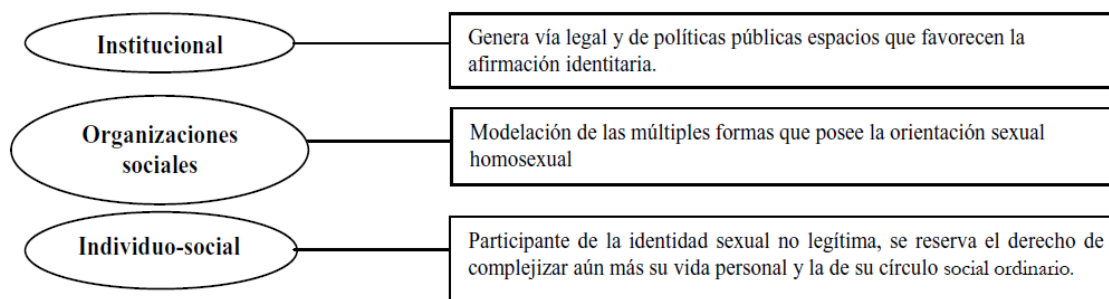 Institucional
Genera vía legal y de políticas públicas espacios que favorecen la
afirmación identitaria.
Organizaciones
sociales
Modelación de las múltiples formas que posee la orientación sexual
homosexual
Individuo-social
Participante de la identidad sexual no legítima, se reserva el derecho de
complejizar aún más su vida personal y la de su círculo social ordinario.